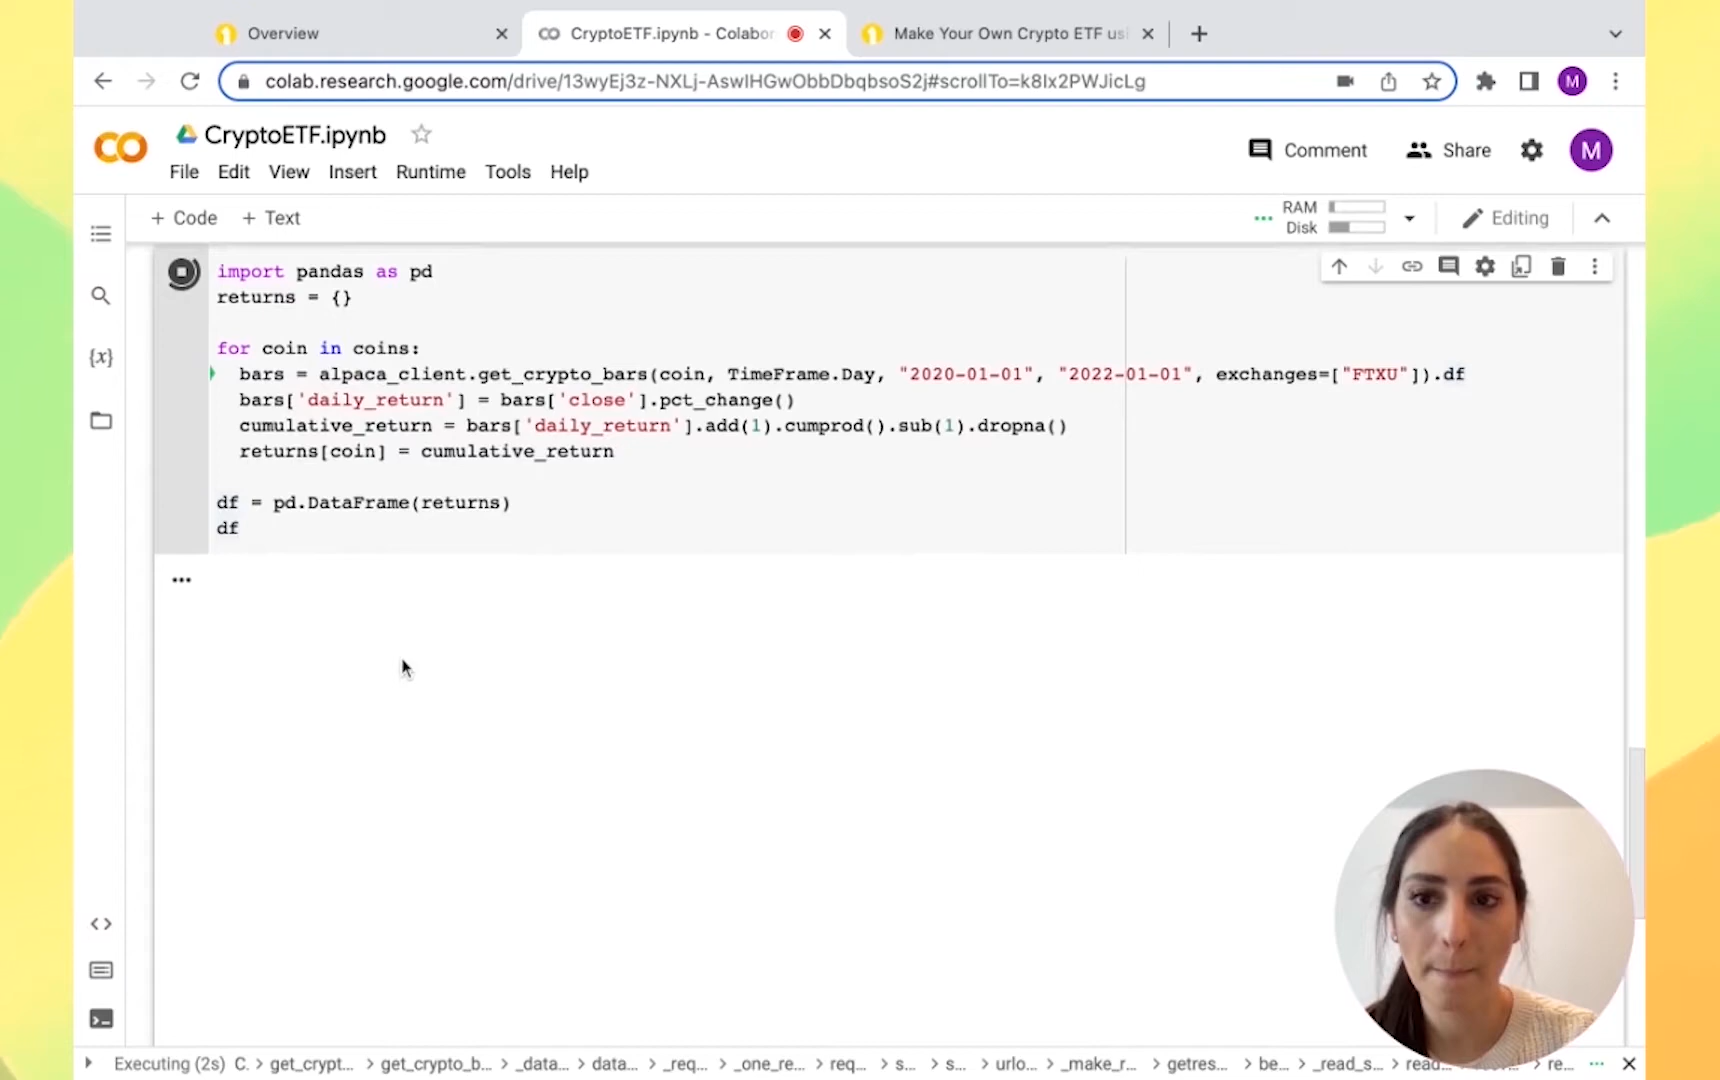 Overview
CryptoETF.ipynb - Colabor
Make Your Own Crypto ETF usi
colab.research.google.com/drive/13wyEj3z-NXLj-AswIHGwObbDbqbsoS2j#scrollTo=k8Ix2PWJicLg
M
CO
CryptoETF.ipynb
Comment
Share
M
File Edit View Insert Runtime Tools Help
+ Code + Text
RAM
Disk
Editing
import pandas as pd
returns = {}
for coin in coins:
bars = alpaca_client.get_crypto_bars(coin, TimeFrame.Day, "2020-01-01", "2022-01-01", exchanges=["FTXU"]).df
bars['daily_return'] = bars['close'].pct_change()
cumulative_return = bars['daily_return'].add(1).cumprod().sub(1).dropna()
returns[coin] = cumulative_return
df = pd.DataFrame(returns)
df
{x}
...
Executing (2s) C. > get_crypt... > get_crypto_b... > _data... > data... > _req... > _one_re... > req... > s... > s... > urlo... > _make_r... > getres... > be... > _read_s... > read... > re...